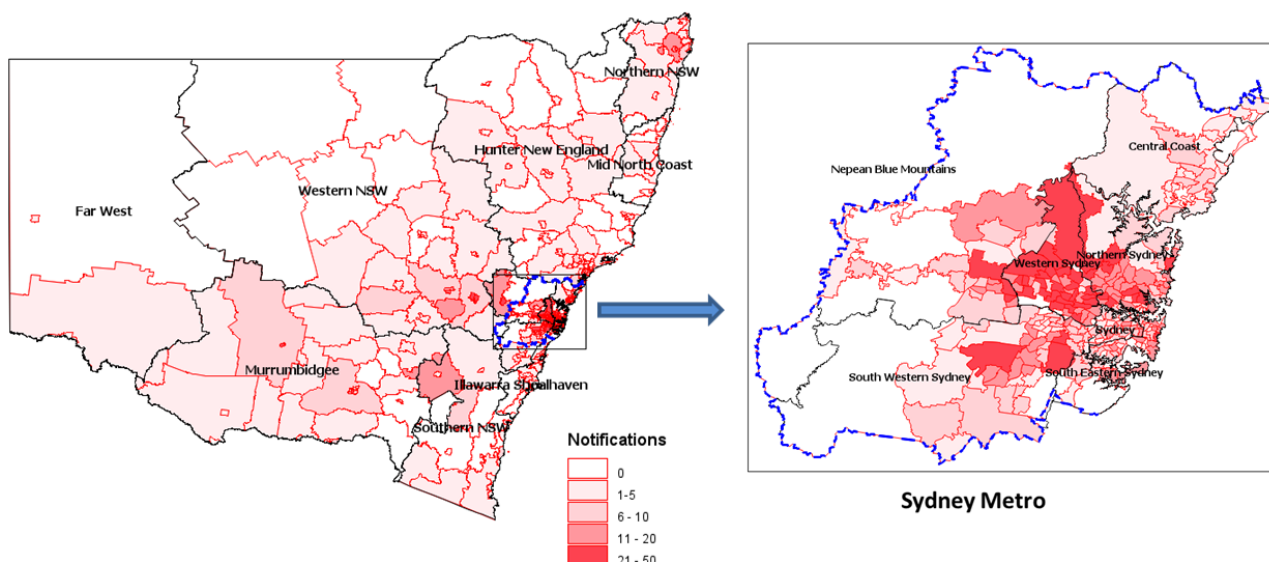 Northern NSW
Hunter New England
Mid North Coast
Western NSW
Far West
Murrumbidgee
Illawarra Shoalhaven
Southern NSW
Notifications
0
1-5
6 - 10
11 - 20
21 - 50
Central Coast
Nepean Blue Mountains
Northern Sydney
Western Sydney
Sydney
South Western Sydney
South Eastern Sydney
Sydney Metro